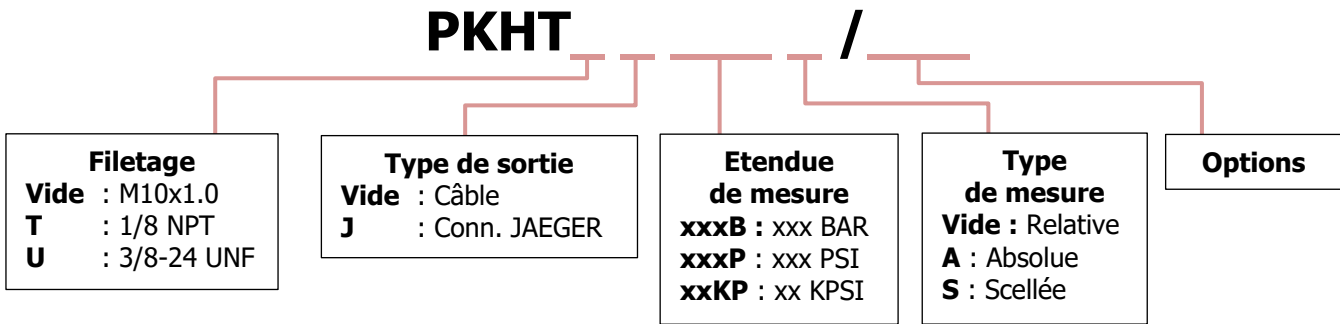 PKHT /
Filetage
Vide : M10x1.0
T : 1/8 NPT
U : 3/8-24 UNF
Type de sortie
Vide : Câble
J : Conn. JAEGER
Etendue
de mesure
xxxB : xxx BAR
xxxP : xxx PSI
xxKP : xx KPSI
Type
de mesure
Vide : Relative
A : Absolue
S : Scellée
Options